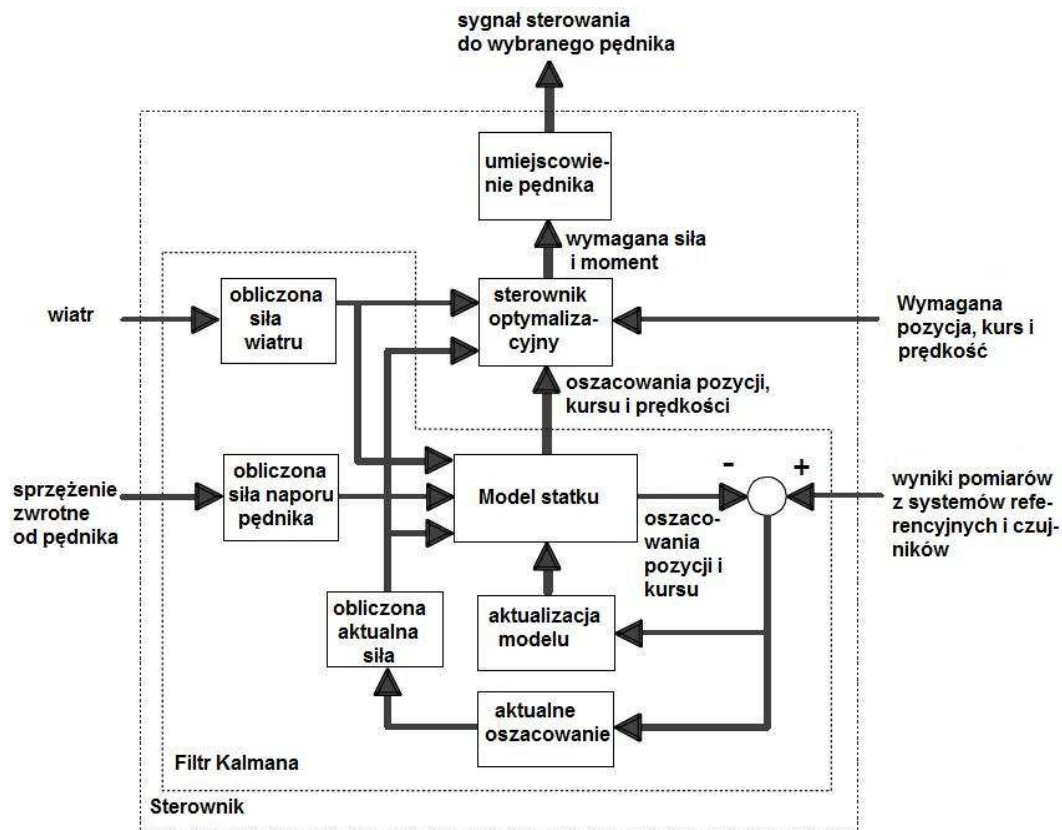 sygnał sterowania
do wybranego pędnika
umiejscowie-
nie pędnika
wymagana siła
i moment
wiatr
obliczona
siła
wiatru
sterownik
optymaliza-
cyjny
Wymagana
pozycja, kurs i
prędkość
oszacowania pozycji,
kursu i prędkości
sprzężenie
zwrotne
od pędnika
obliczona
siła naporu
pędnika
Model statku
-
+
wyniki pomiarów
z systemów refe-
rencyjnych i czuj-
ników
oszaco-
wania
pozycji i
kursu
obliczona
aktualna
siła
aktualizacja
modelu
aktualne
oszacowanie
Filtr Kalmana
Sterownik